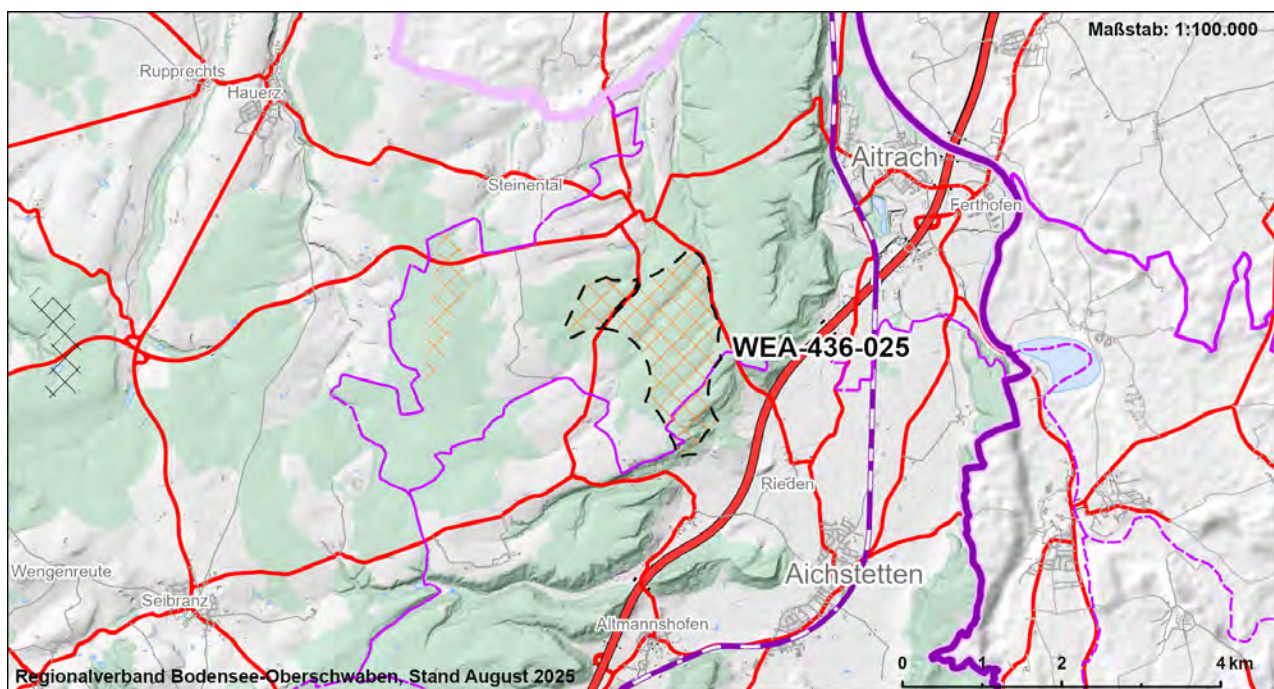 Maßstab: 1:100.000
Rupprechts
Hauerz
Aitrach
Steinental
Ferthofen
WEA-436-025
Rieden
Aichstetten
Wengenreute
Seibranz
Altmannshofen
Regionalverband Bodensee-Oberschwaben, Stand August 2025
0 1 2 4 km